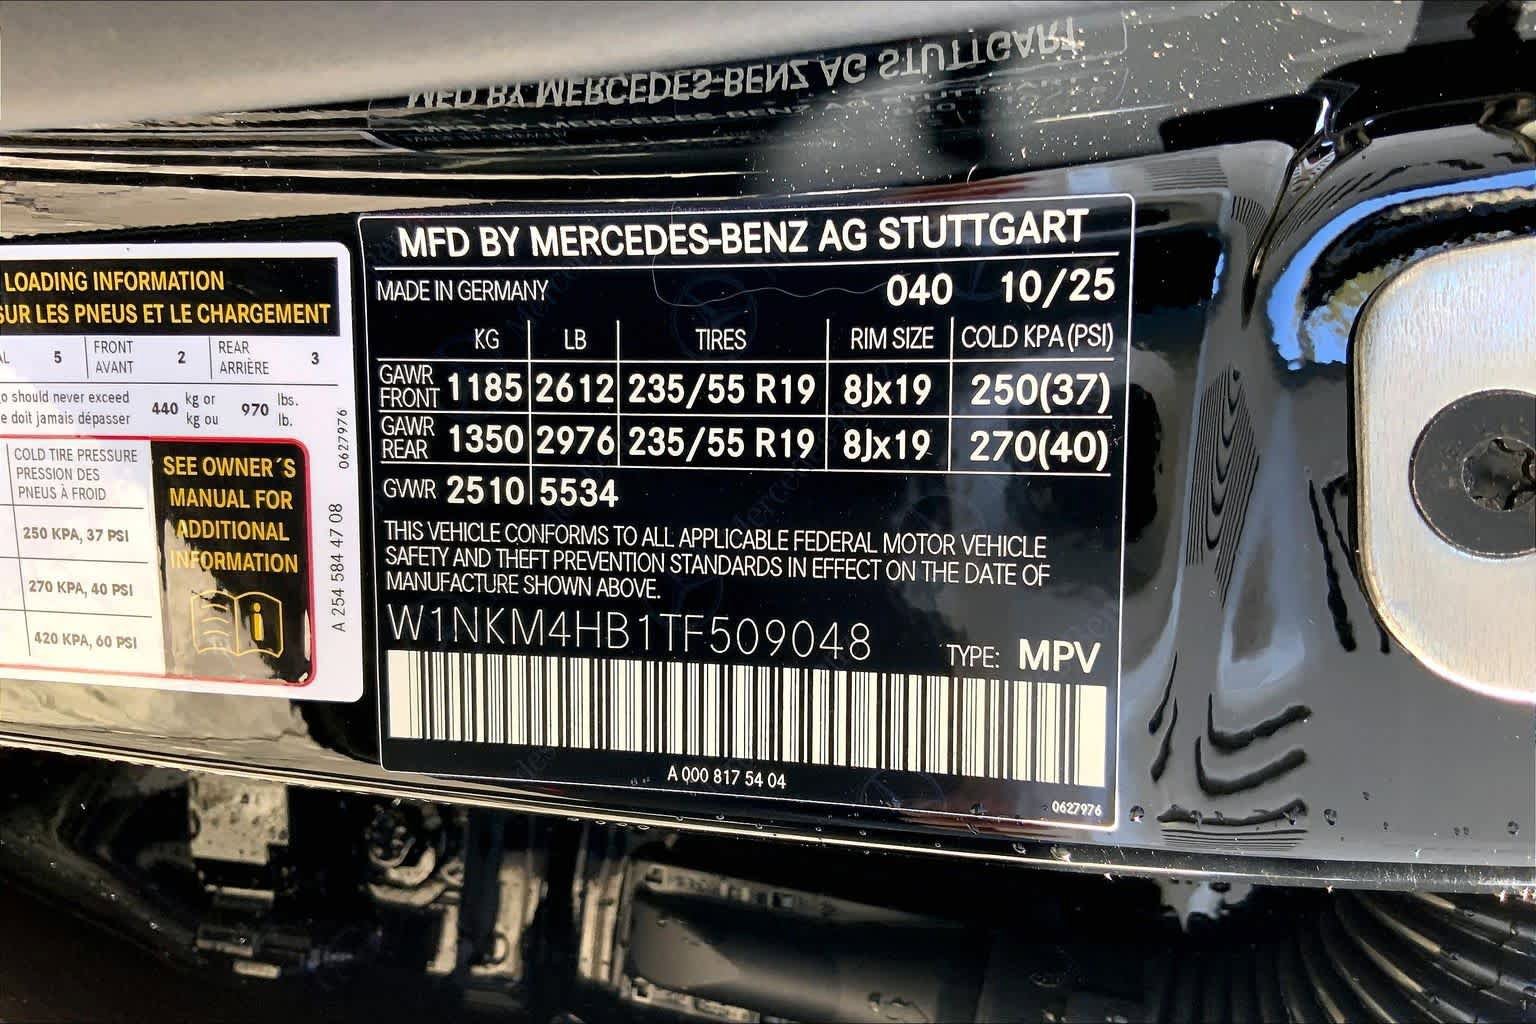 MFD BY MERCEDES-BENZ AG STUTTGART
LOADING INFORMATION
SUR LES PNEUS ET LE CHARGEMENT
AL 5 FRONT AVANT 2 REAR ARRIÈRE 3
o should never exceed
e doit jamais dépasser
440 kg or kg ou 970 lbs. lb.
COLD TIRE PRESSURE
PRESSION DES
PNEUS À FROID
250 KPA, 37 PSI
270 KPA, 40 PSI
420 KPA, 60 PSI
SEE OWNER´S
MANUAL FOR
ADDITIONAL
INFORMATION
i
A 254 584 47 08
0627976
MFD BY MERCEDES-BENZ AG STUTTGART
MADE IN GERMANY 040 10/25
KG LB TIRES RIM SIZE COLD KPA (PSI)
GAWR FRONT 1185 2612 235/55 R19 8Jx19 250(37)
GAWR REAR 1350 2976 235/55 R19 8Jx19 270(40)
GVWR 2510 5534
THIS VEHICLE CONFORMS TO ALL APPLICABLE FEDERAL MOTOR VEHICLE
SAFETY AND THEFT PREVENTION STANDARDS IN EFFECT ON THE DATE OF
MANUFACTURE SHOWN ABOVE.
W1NKM4HB1TF509048
TYPE: MPV
A 000 817 54 04
0627976